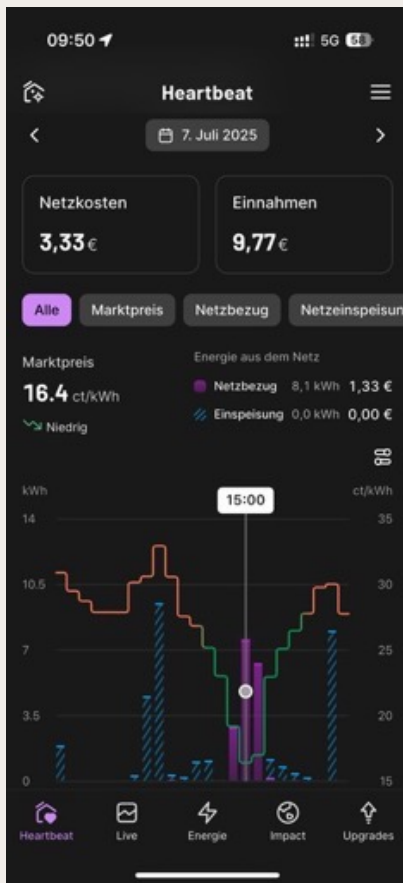 09:50 5G 58
Heartbeat
7. Juli 2025
Netzkosten Einnahmen
3,33 € 9,77 €
Alle Marktpreis Netzbezug Netzeinspeisun
Marktpreis Energie aus dem Netz
16.4 ct/kWh Netzbezug 8,1 kWh 1,33 €
Niedrig Einspeisung 0,0 kWh 0,00 €
kWh 15:00 ct/kWh
14 35
10.5 30
7 25
3.5 20
0 15
Heartbeat Live Energie Impact Upgrades